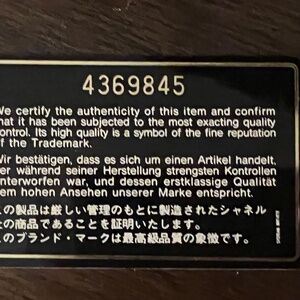 4369845
We certify the authenticity of this item and confirm
that it has been subjected to the most exacting quality
control. Its high quality is a symbol of the fine reputation
of the Trademark.
Wir bestätigen, dass es sich um einen Artikel handelt,
der während seiner Herstellung strengsten Kontrollen
unterworfen war, und dessen erstklassige Qualität
dem hohen Ansehen unserer Marke entspricht.
この製品は厳しい管理のもとに製造されたシャネル
社の商品であることを証明いたします。
このブランド・マークは最高級品質の象徴です。